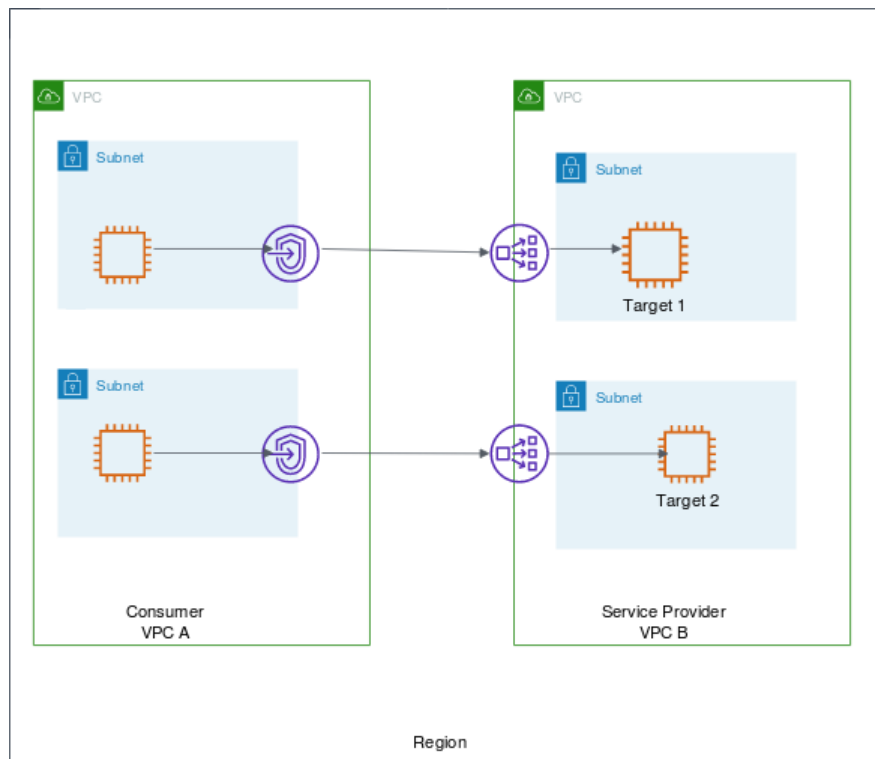 VPC
Subnet
Subnet
Consumer
VPC A
VPC
Subnet
Target 1
Subnet
Target 2
Service Provider
VPC B
Region